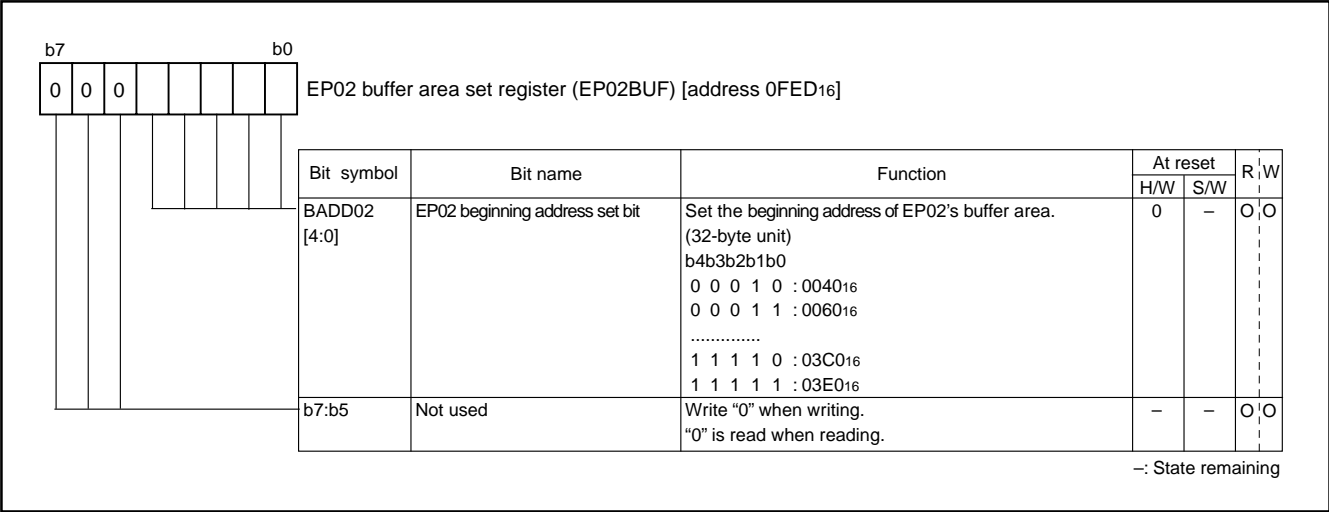 b7 b0
0 0 0 EP02 buffer area set register (EP02BUF) [address 0FED16]
Bit symbol Bit name Function At reset R W
H/W S/W
BADD02 EP02 beginning address set bit Set the beginning address of EP02's buffer area. 0 – O O
[4:0] (32-byte unit)
b4b3b2b1b0
0 0 0 1 0 : 004016
0 0 0 1 1 : 006016
..............
1 1 1 1 0 : 03C016
1 1 1 1 1 : 03E016
b7:b5 Not used Write “0” when writing. – – O O
“0” is read when reading.
–: State remaining